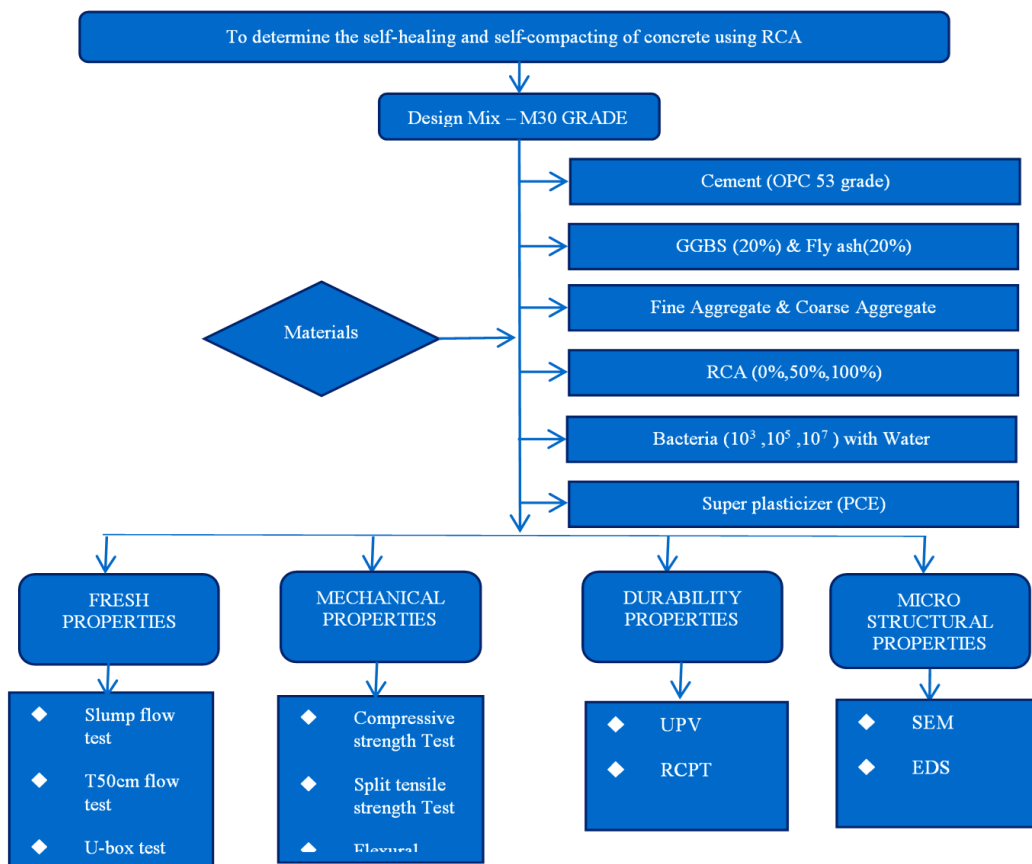 To determine the self-healing and self-compacting of concrete using RCA
Design Mix – M30 GRADE
Cement (OPC 53 grade)
GGBS (20%) & Fly ash(20%)
Fine Aggregate & Coarse Aggregate
Materials
RCA (0%,50%,100%)
Bacteria (10³ ,10⁵ ,10⁷ ) with Water
Super plasticizer (PCE)
FRESH
PROPERTIES
MECHANICAL
PROPERTIES
DURABILITY
PROPERTIES
MICRO
STRUCTURAL
PROPERTIES
◆ Slump flow
test
◆ T50cm flow
test
◆ U-box test
◆ Compressive
strength Test
◆ Split tensile
strength Test
◆ Flexural
◆ UPV
◆ RCPT
◆ SEM
◆ EDS